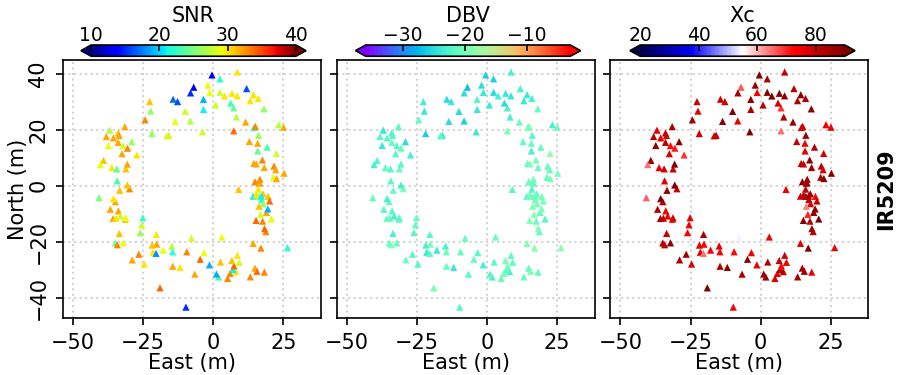 SNR DBV Xc
10 20 30 40 −30 −20 −10 20 40 60 80
40
20
0
−20
−40
North (m)
−50 −25 0 25 −50 −25 0 25 −50 −25 0 25
East (m) East (m) East (m)
IR5209